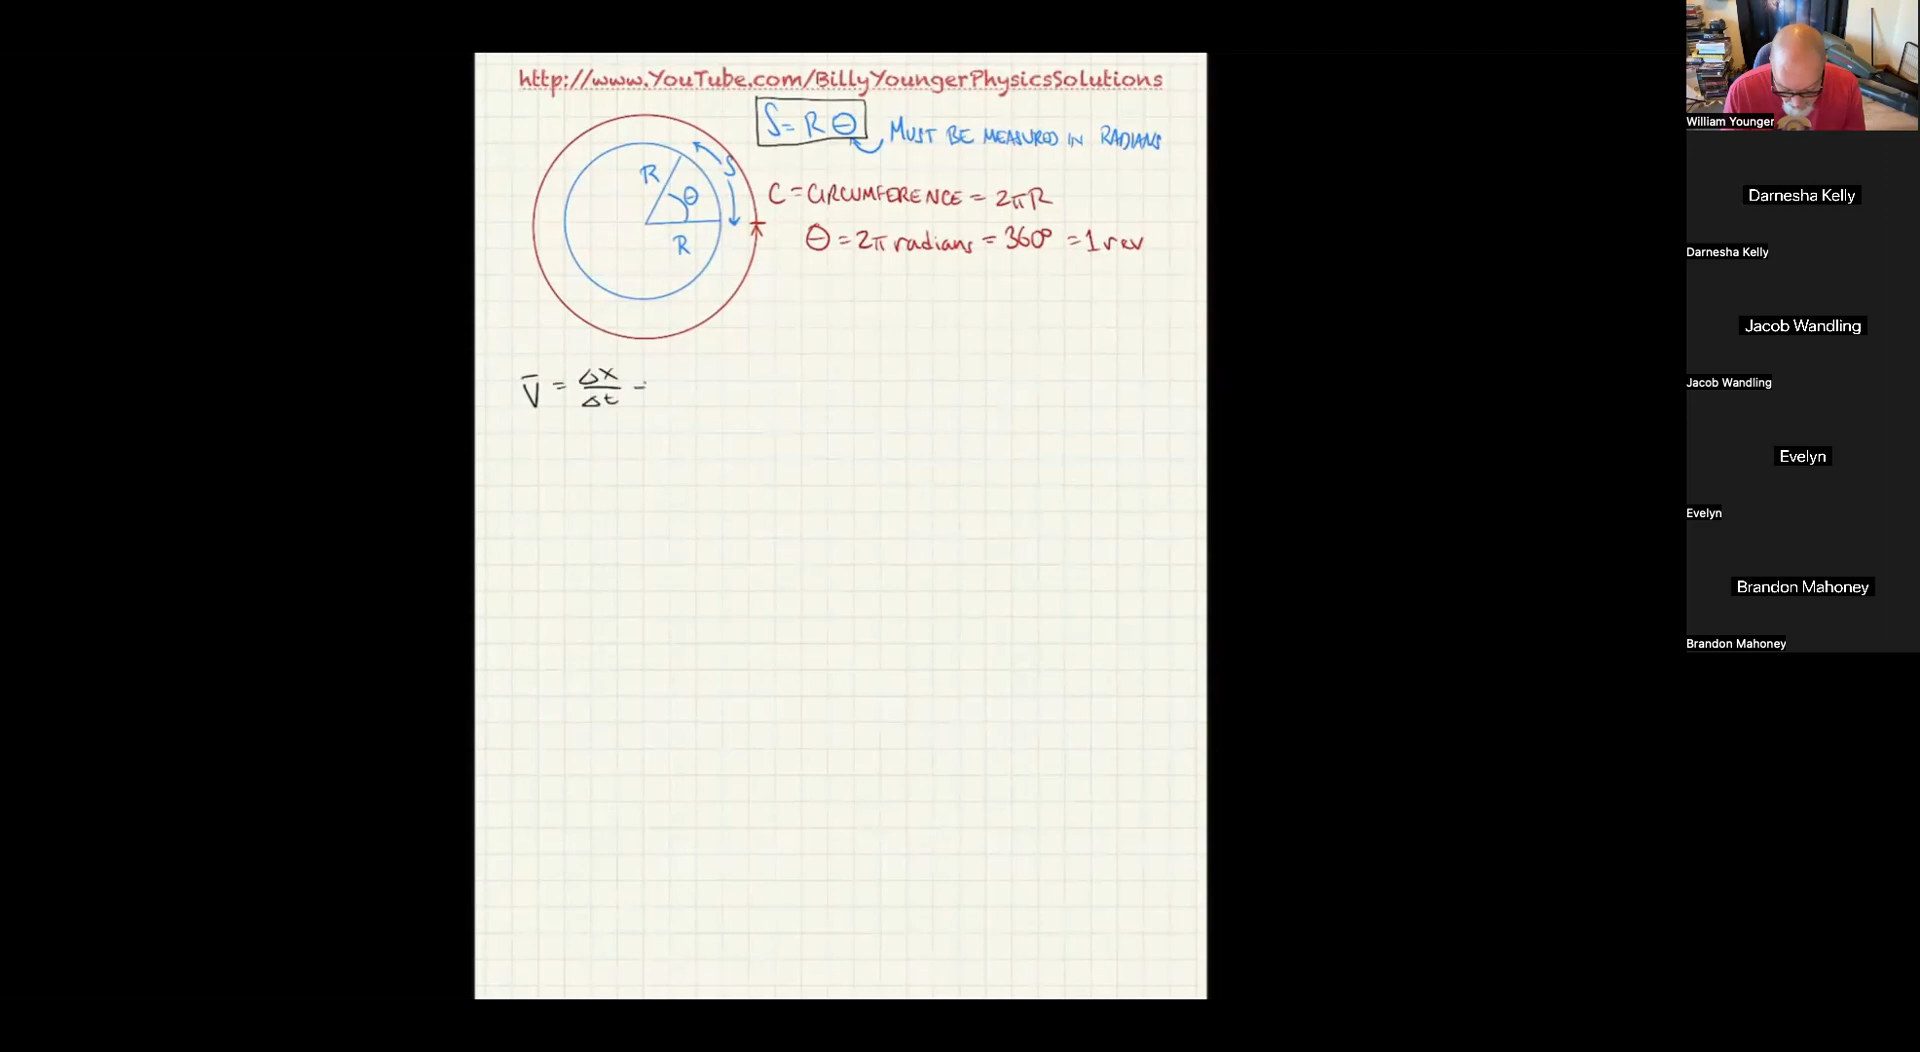 http://www.YouTube.com/BillyYoungerPhysicsSolutions
S = R Θ MUST BE MEASURED IN RADIANS
R
θ
S
R
C = CIRCUMFERENCE = 2πR
Θ = 2π radians = 360° = 1 rev
V̄ = Δx/Δt =
William Younger
Darnesha Kelly
Darnesha Kelly
Jacob Wandling
Jacob Wandling
Evelyn
Evelyn
Brandon Mahoney
Brandon Mahoney